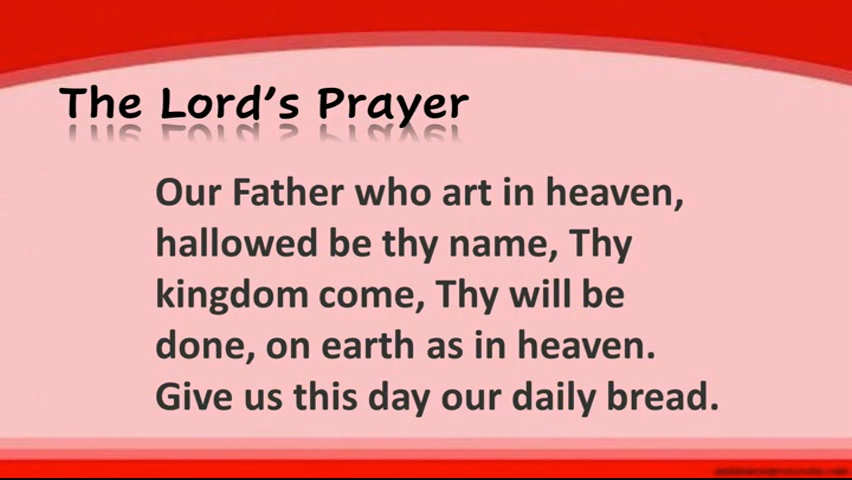 The Lord's Prayer
Our Father who art in heaven,
hallowed be thy name, Thy
kingdom come, Thy will be
done, on earth as in heaven.
Give us this day our daily bread.